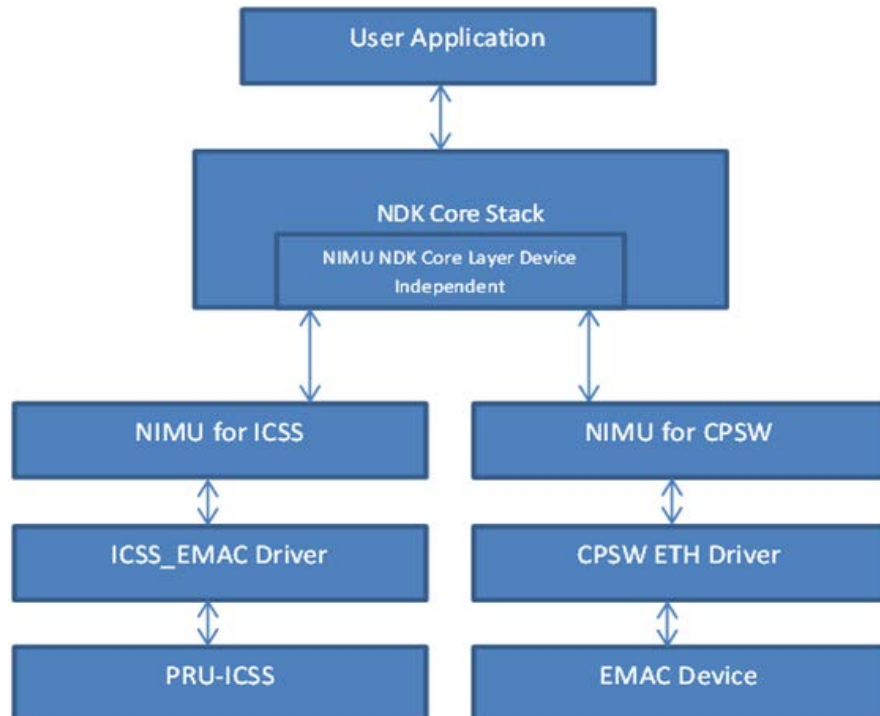 User Application
NDK Core Stack
NIMU NDK Core Layer Device
Independent
NIMU for ICSS
NIMU for CPSW
ICSS_EMAC Driver
CPSW ETH Driver
PRU-ICSS
EMAC Device